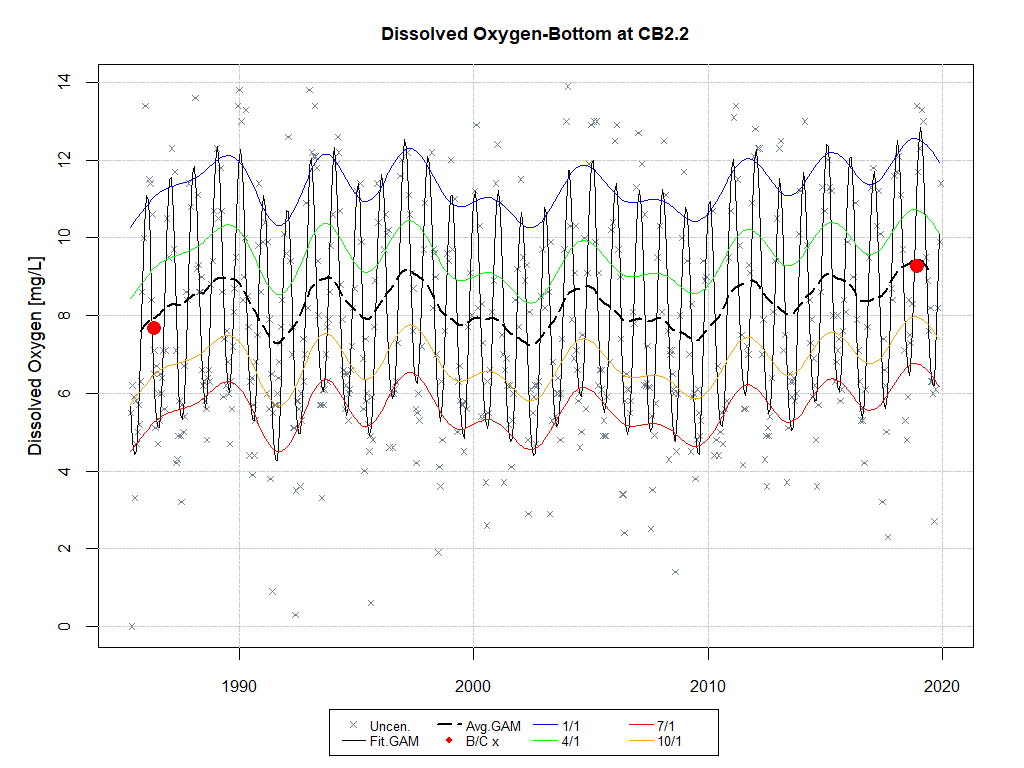 Dissolved Oxygen-Bottom at CB2.2
Dissolved Oxygen [mg/L]
14
12
10
8
6
4
2
0
1990 2000 2010 2020
Uncen. Avg.GAM 1/1 7/1
Fit.GAM B/C x 4/1 10/1